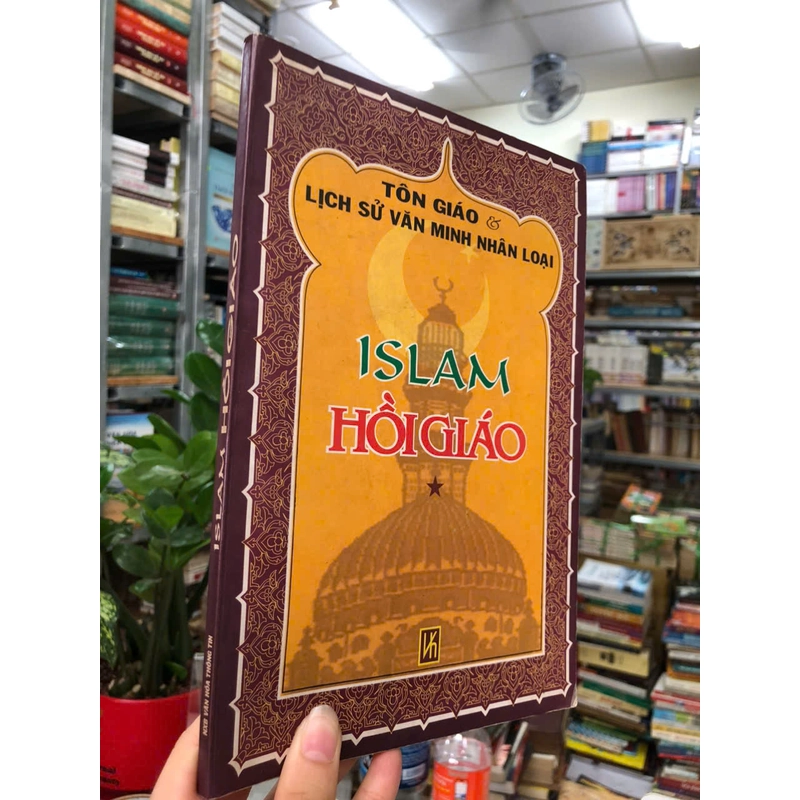 TÔN GIÁO &
LỊCH SỬ VĂN MINH NHÂN LOẠI
ISLAM
HỒI GIÁO
VH
ISLAM HỒI GIÁO
NXB VĂN HÓA THÔNG TIN